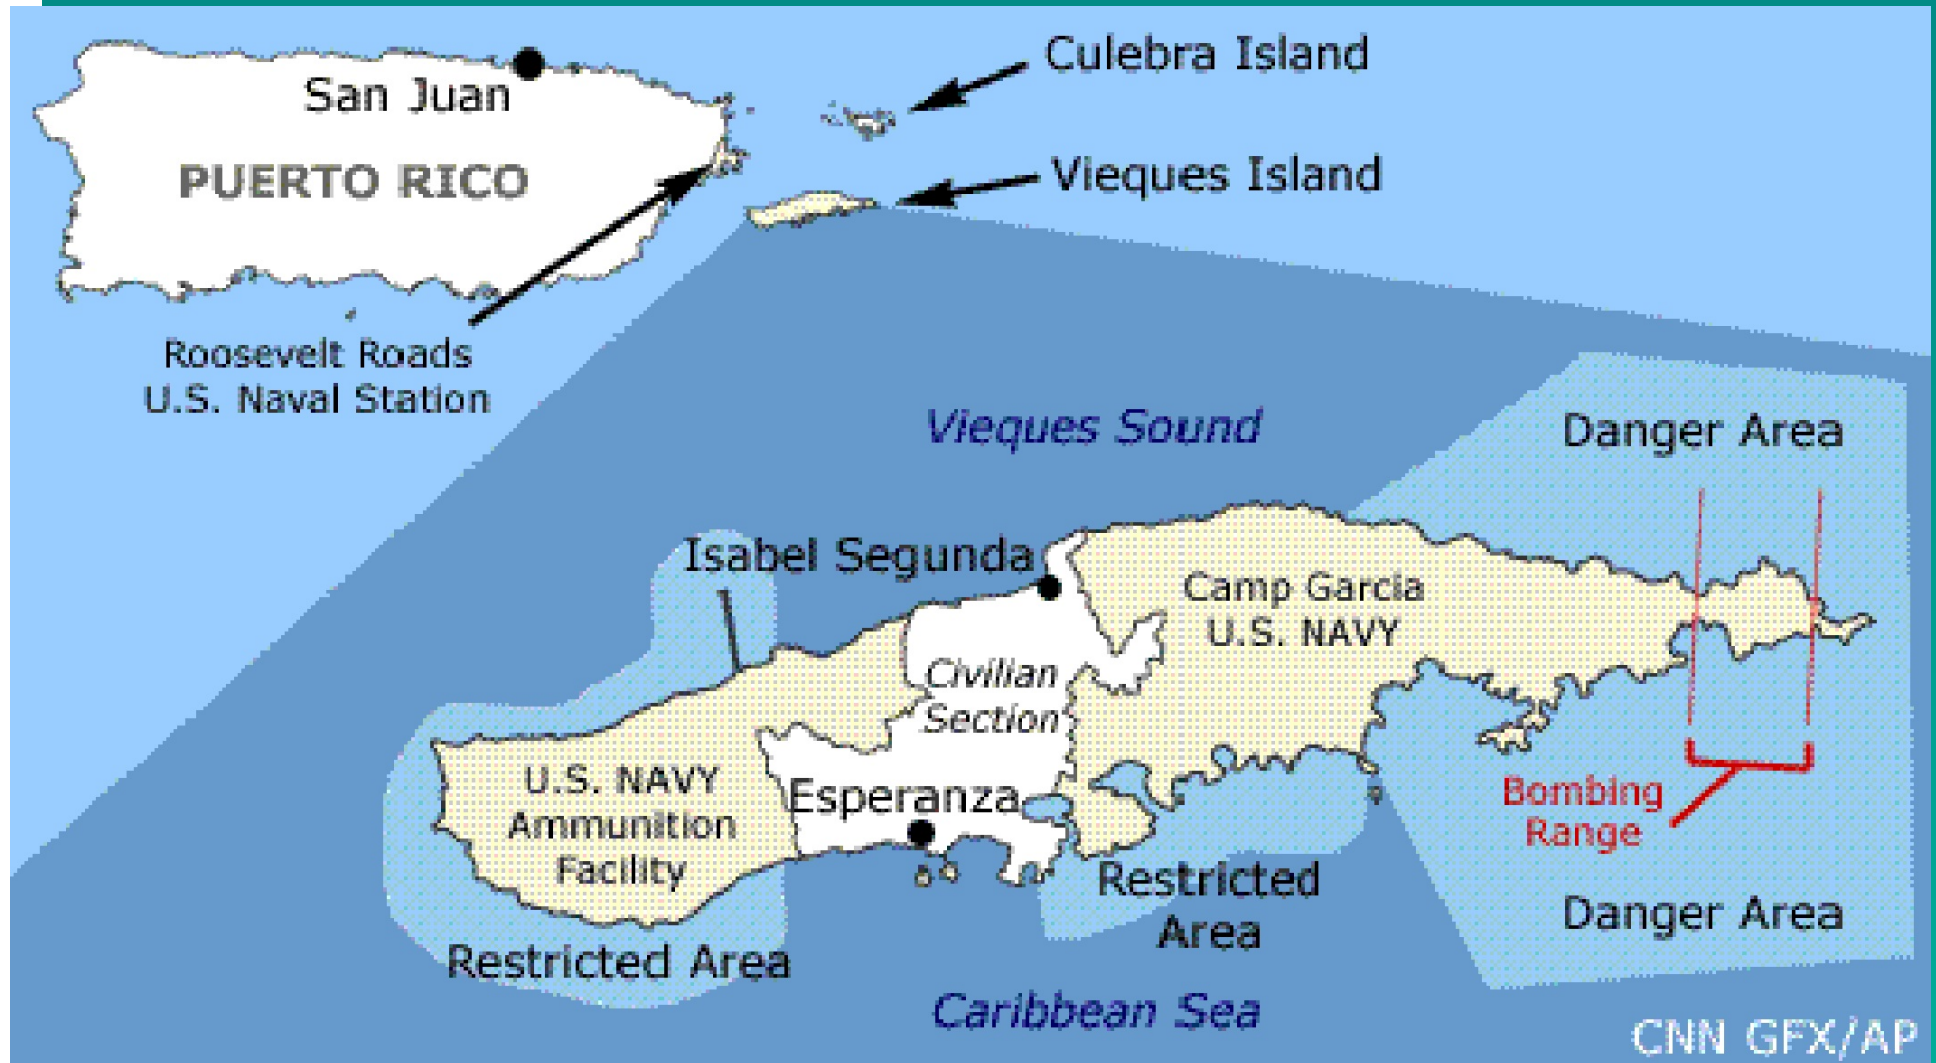 Culebra Island
San Juan
PUERTO RICO
Vieques Island
Roosevelt Roads
U.S. Naval Station
Vieques Sound
Danger Area
Isabel Segunda
Camp Garcia
U.S. NAVY
Civilian
Section
U.S. NAVY
Ammunition
Facility
Esperanza
Bombing
Range
Restricted
Area
Danger Area
Restricted Area
Caribbean Sea
CNN GFX/AP